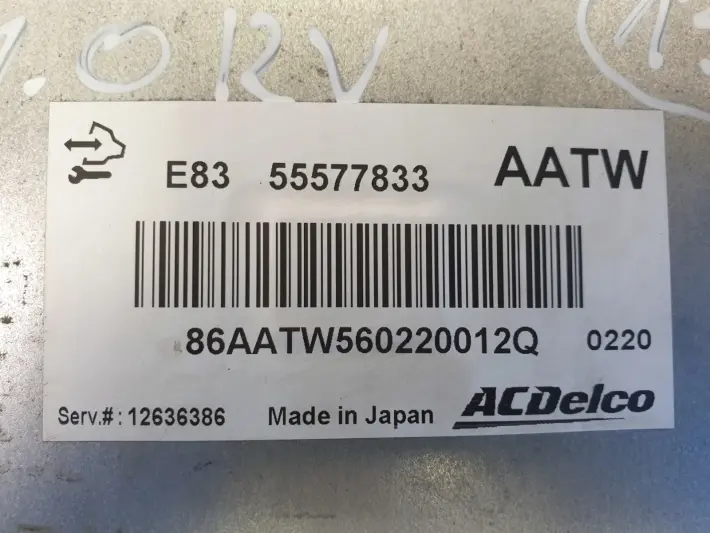 E83 55577833 AATW
86AATW560220012Q 0220
Serv.#: 12636386 Made in Japan ACDelco